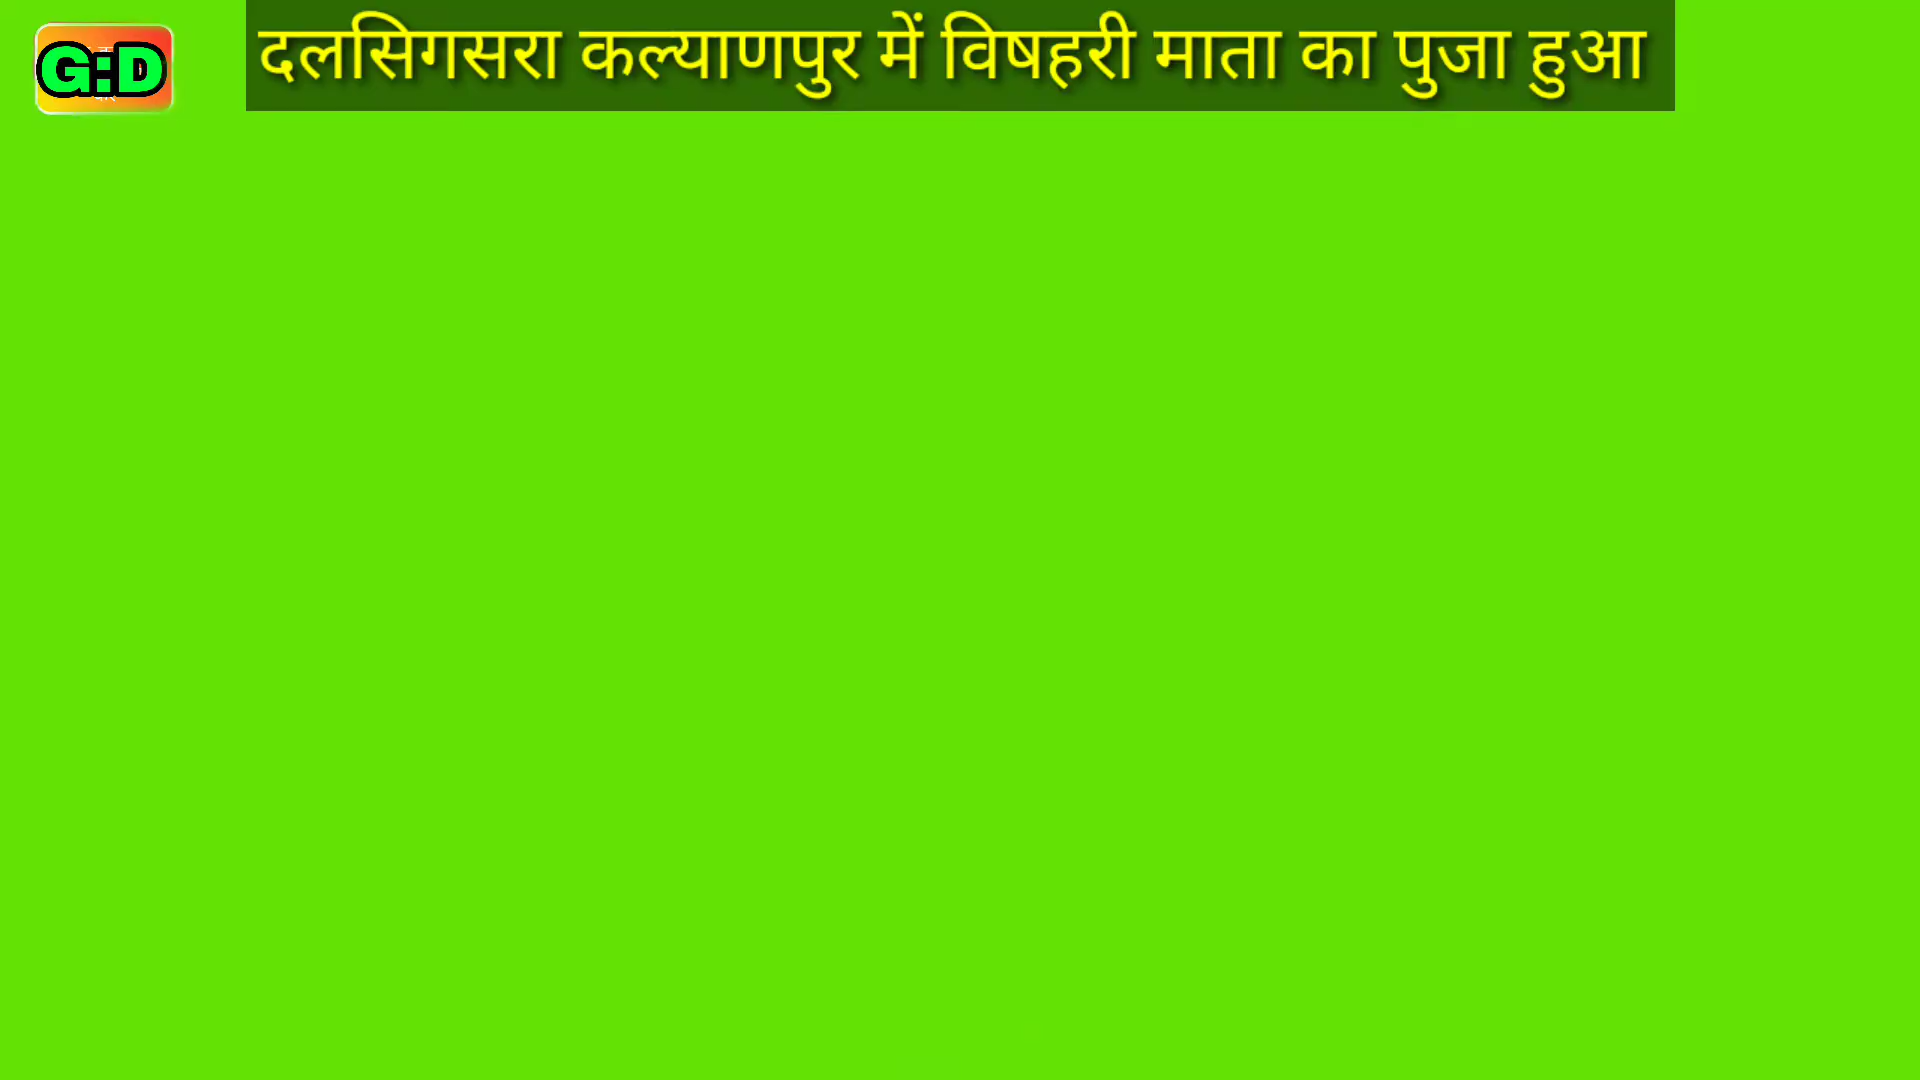 G:D
दलसिगसरा कल्याणपुर में विषहरी माता का पुजा हुआ